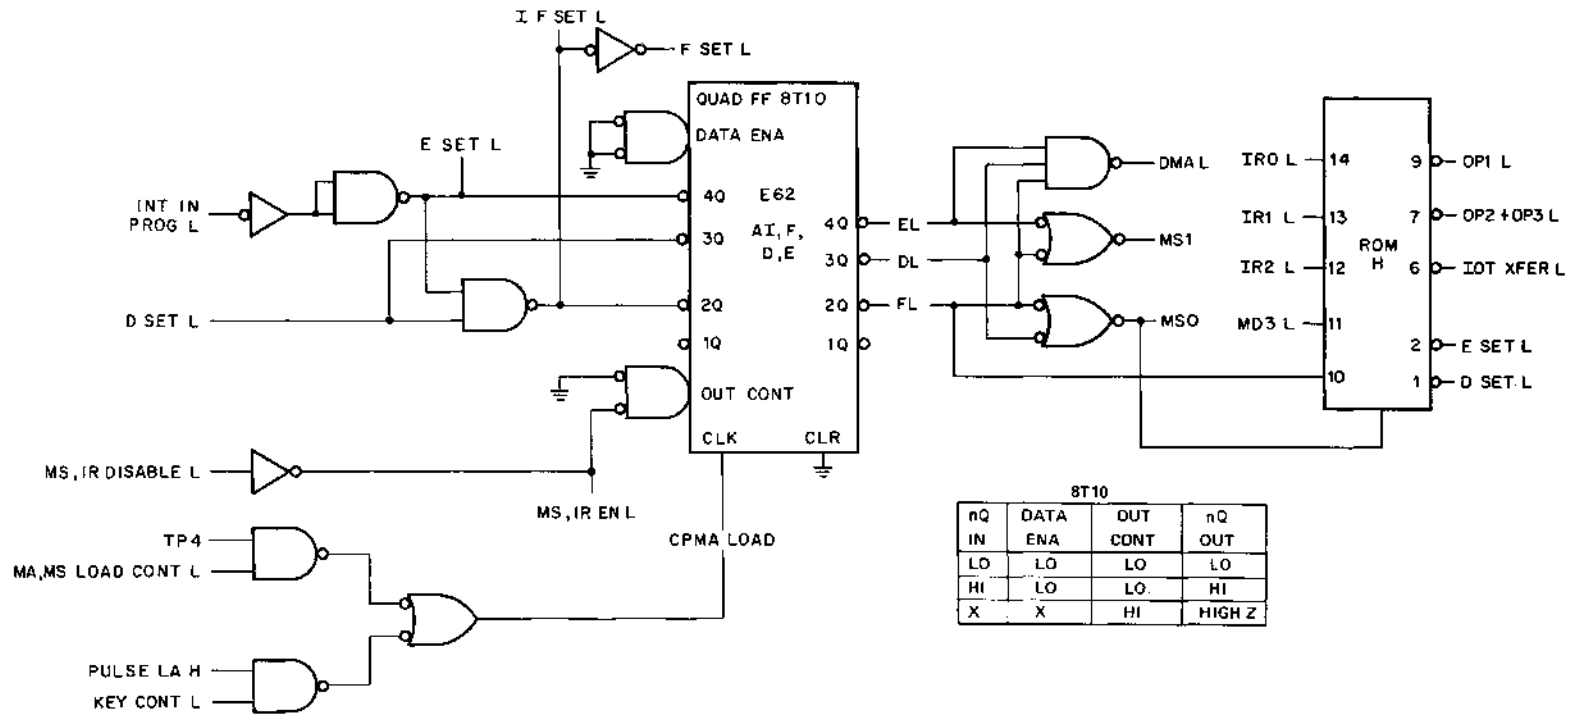 I F SET L
F SET L
QUAD FF 8T10
DATA ENA
E SET L
INT IN
PROG L
4Q
E62
3Q
AI, F,
D, E
4Q
3Q
2Q
1Q
D SET L
2Q
1Q
OUT CONT
CLK
CLR
EL
DL
FL
DMA L
MS1
MS0
IR0 L
14
IR1 L
13
IR2 L
12
MD3 L
11
10
ROM
H
9
OP1 L
7
OP2 + OP3 L
6
IOT XFER L
2
E SET L
1
D SET L
MS, IR DISABLE L
MS, IR EN L
CPMA LOAD
TP4
MA, MS LOAD CONT L
PULSE LA H
KEY CONT L
8T10
nQ DATA OUT nQ
IN ENA CONT OUT
LO LO LO LO
HI LO LO HI
X X HI HIGH Z